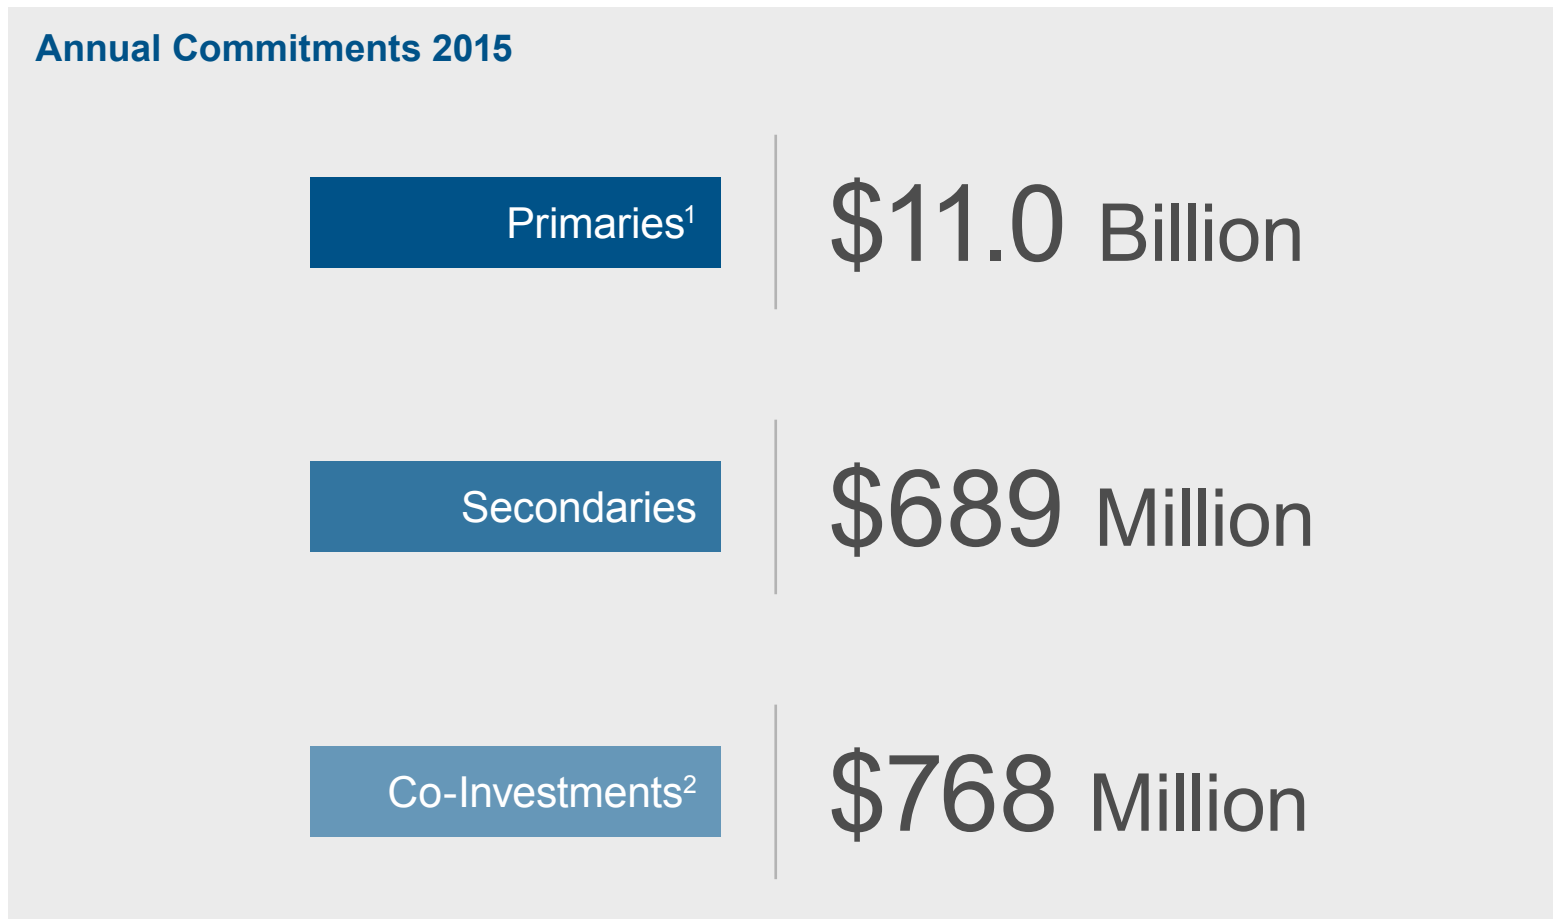 Annual Commitments 2015
Primaries¹
$11.0 Billion
Secondaries
$689 Million
Co-Investments²
$768 Million